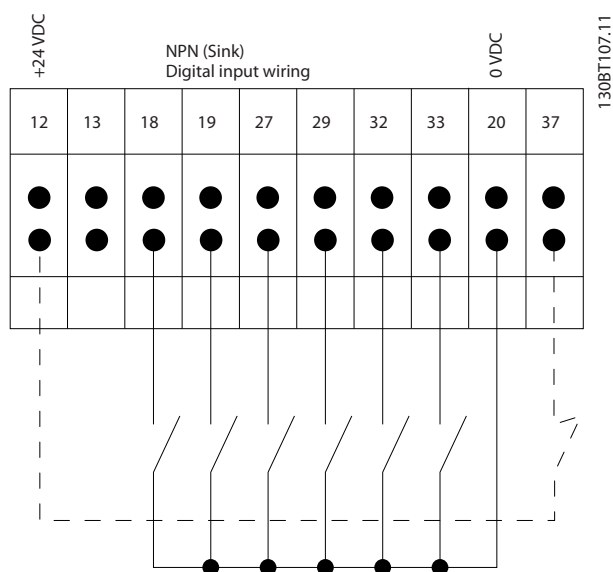 +24 VDC
NPN (Sink)
Digital input wiring
0 VDC
130BT107.11
12 13 18 19 27 29 32 33 20 37